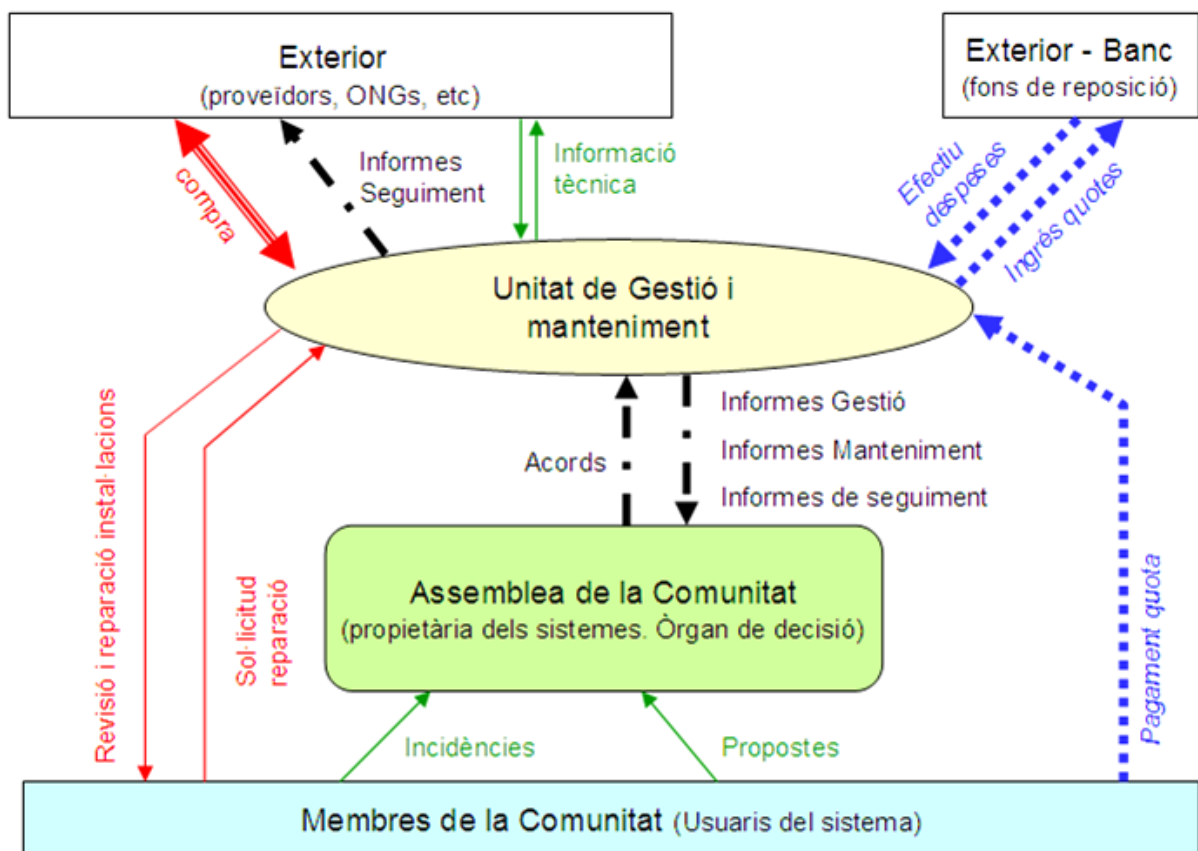 Exterior
(proveïdors, ONGs, etc)
Exterior - Banc
(fons de reposició)
compra
Informes
Seguiment
Informació
tècnica
Efectiu
despeses
Ingrés quotes
Unitat de Gestió i
manteniment
Informes Gestió
Acords
Informes Manteniment
Informes de seguiment
Revisió i reparació instal·lacions
Sol·licitud
reparació
Assemblea de la Comunitat
(propietària dels sistemes. Òrgan de decisió)
Pagament quota
Incidències
Propostes
Membres de la Comunitat (Usuaris del sistema)